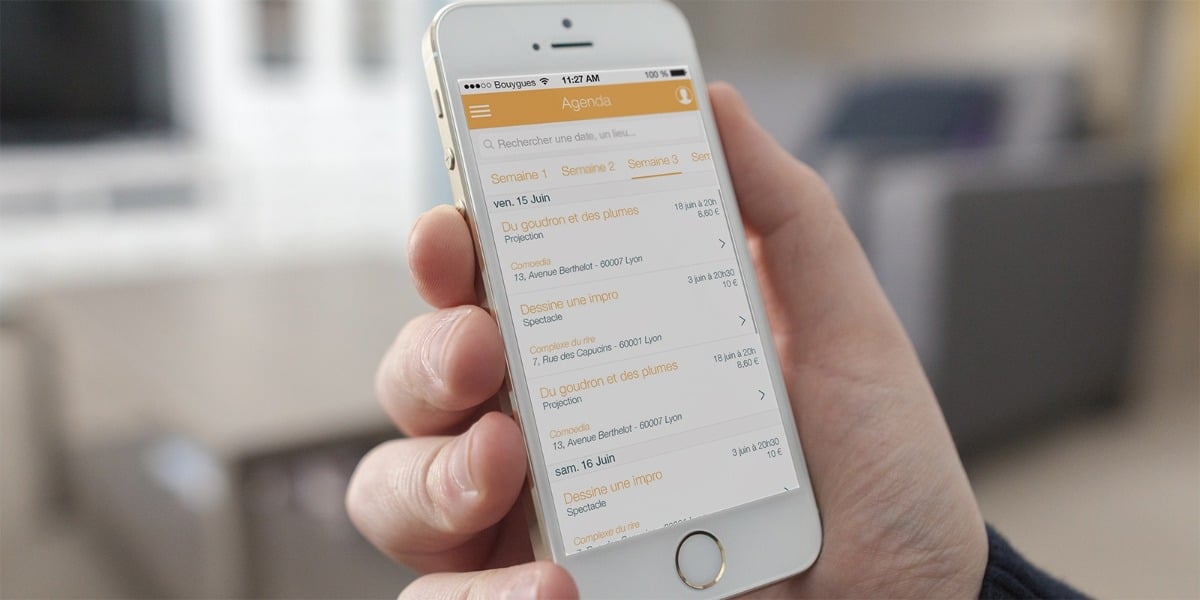 Bouygues 11:27 AM 100 %
Agenda
Rechercher une date, un lieu...
Semaine 1 Semaine 2 Semaine 3 Sem
ven. 15 Juin
Du goudron et des plumes 18 juin à 20h
Projection 8,60 €
Comoedia
13, Avenue Berthelot - 60007 Lyon
Dessine une impro 3 juin à 20h30
Spectacle 10 €
Complexe du rire
7, Rue des Capucins - 60001 Lyon
Du goudron et des plumes 18 juin à 20h
Projection 8,60 €
Comoedia
13, Avenue Berthelot - 60007 Lyon
sam. 16 Juin
Dessine une impro 3 juin à 20h30
Spectacle 10 €
Complexe du rire